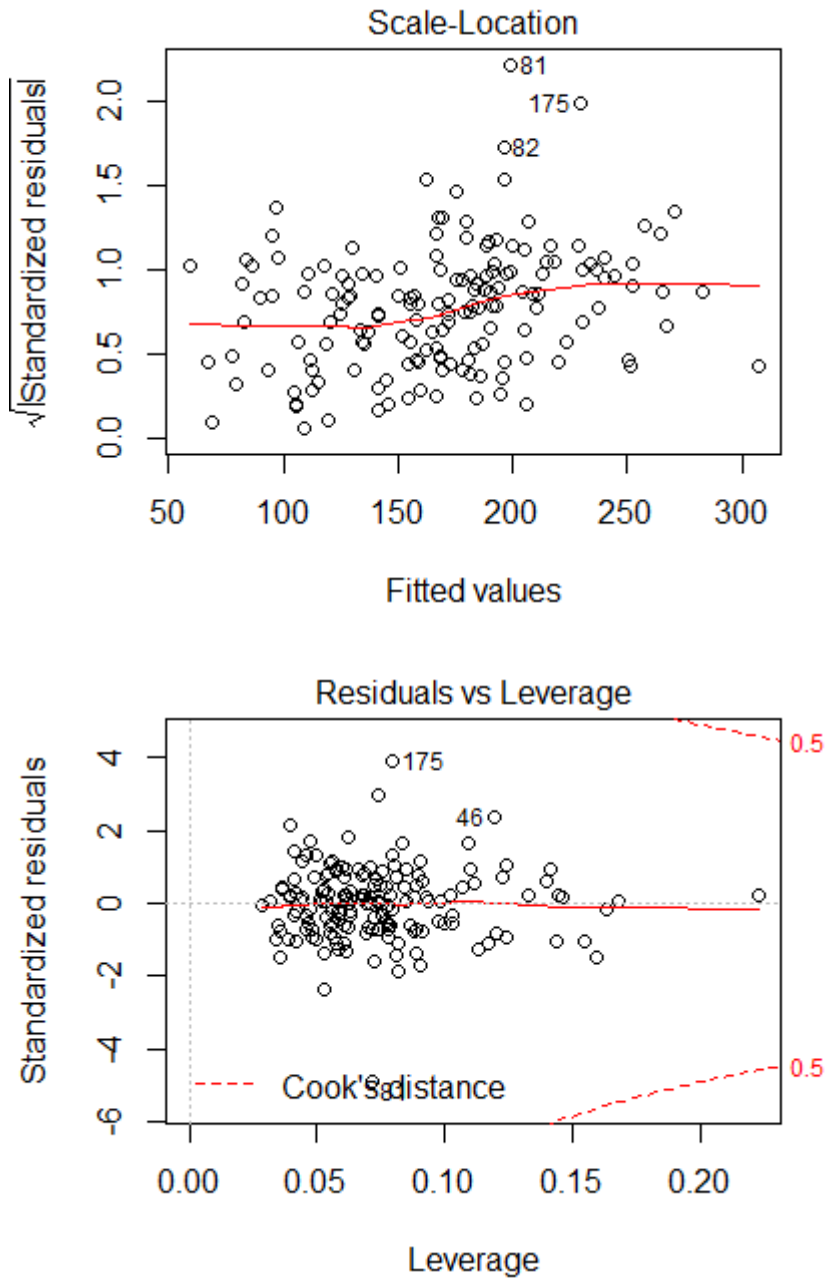 Scale-Location
√|Standardized residuals|
2.0
1.5
1.0
0.5
0.0
81
175
82
50 100 150 200 250 300
Fitted values
Residuals vs Leverage
Standardized residuals
4
2
0
-2
-4
-6
175
46
0.5
0.5
Cook's distance
81
0.00 0.05 0.10 0.15 0.20
Leverage